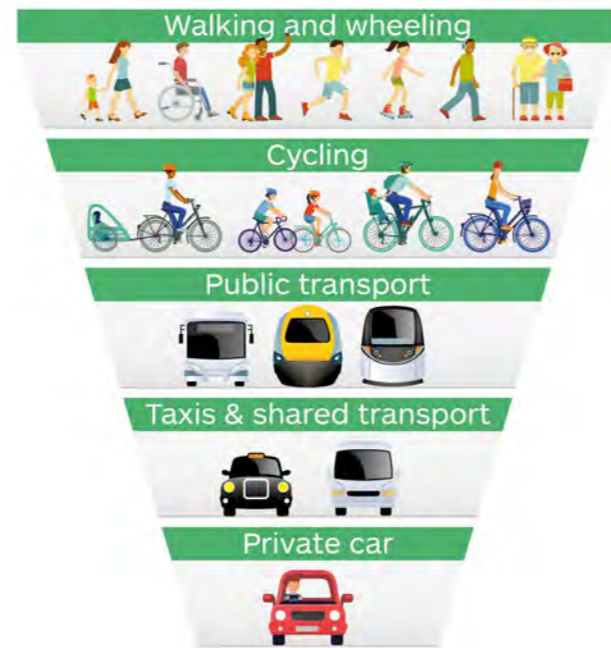 Walking and wheeling
Cycling
Public transport
Taxis & shared transport
Private car